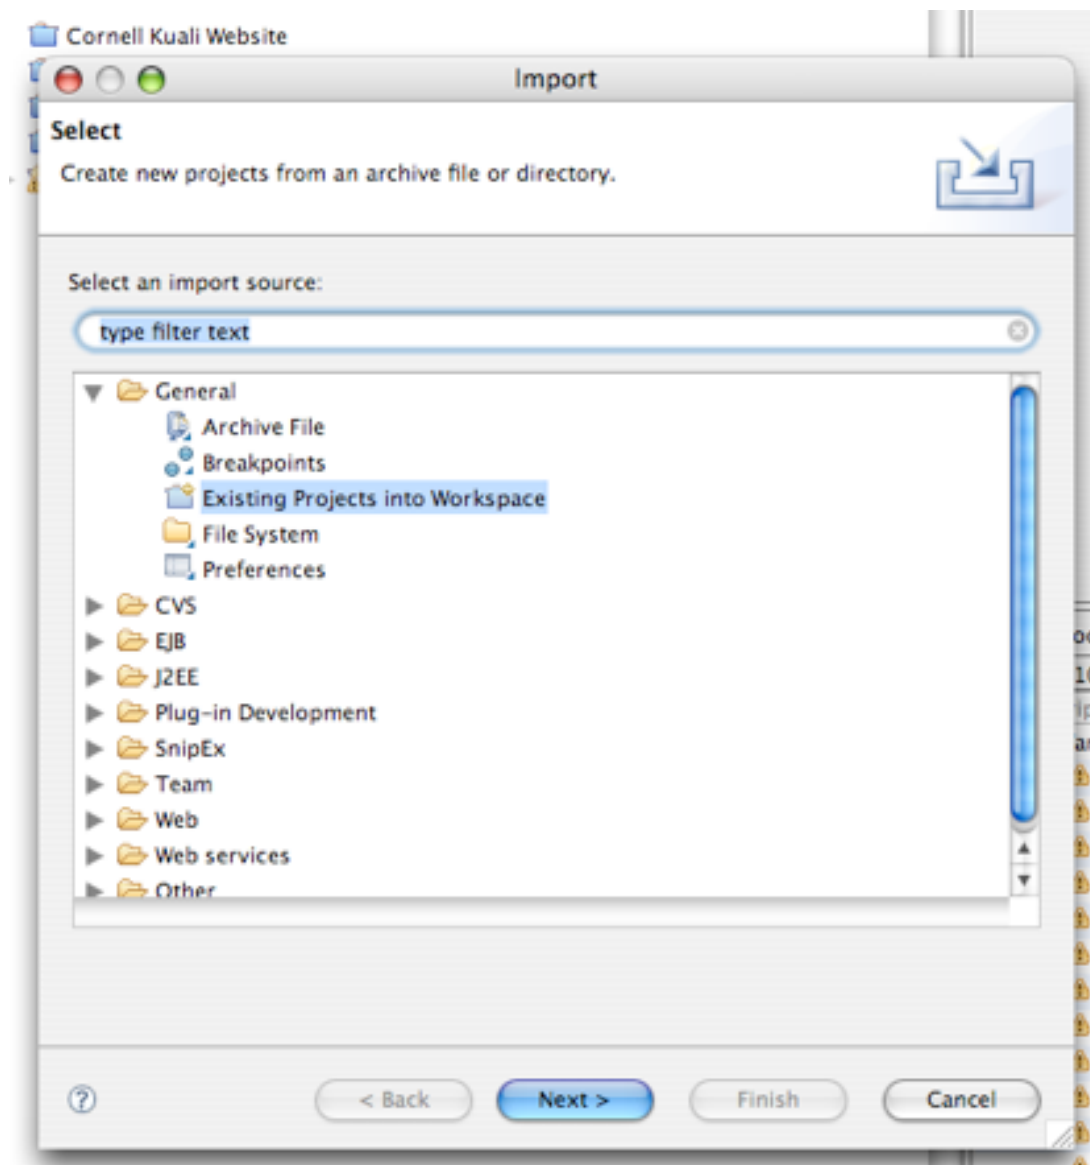 Cornell Kuali Website
Import
Select
Create new projects from an archive file or directory.
Select an import source:
type filter text
General
Archive File
Breakpoints
Existing Projects into Workspace
File System
Preferences
CVS
EJB
J2EE
Plug-in Development
SnipEx
Team
Web
Web services
Other
< Back
Next >
Finish
Cancel